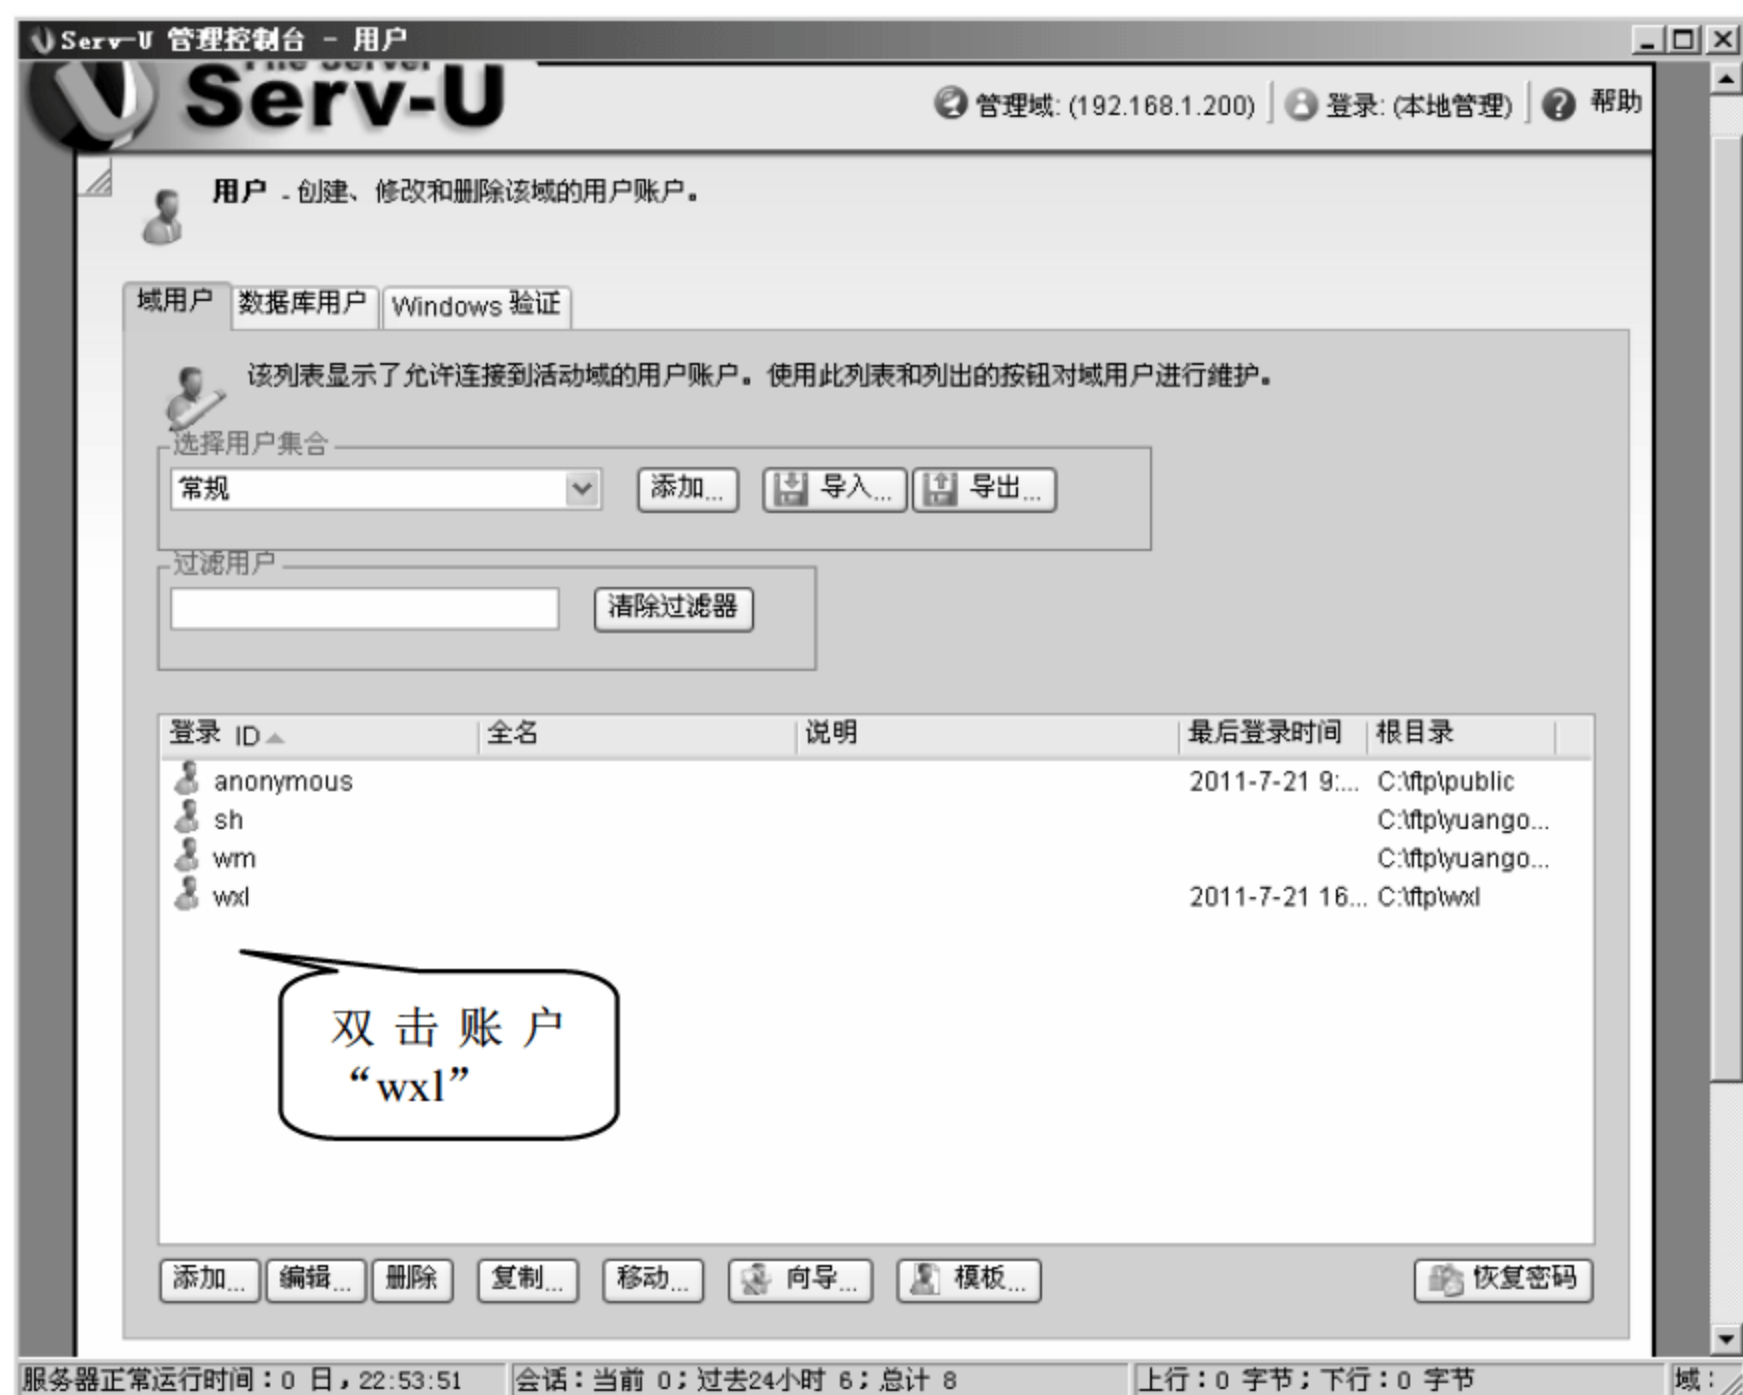 Serv-U 管理控制台 - 用户
File Server
Serv-U
管理域: (192.168.1.200) 登录: (本地管理) 帮助
用户 - 创建、修改和删除该域的用户账户。
域用户 数据库用户 Windows 验证
该列表显示了允许连接到活动域的用户账户。使用此列表和列出的按钮对域用户进行维护。
选择用户集合
常规 添加... 导入... 导出...
过滤用户
清除过滤器
登录 ID 全名 说明 最后登录时间 根目录
anonymous 2011-7-21 9:... C:\ftp\public
sh C:\ftp\yuango...
wm C:\ftp\yuango...
wxl 2011-7-21 16... C:\ftp\wxl
双击账户
“wxl”
添加... 编辑... 删除 复制... 移动... 向导... 模板... 恢复密码
服务器正常运行时间：0 日，22:53:51 会话：当前 0；过去24小时 6；总计 8 上行：0 字节；下行：0 字节 域：